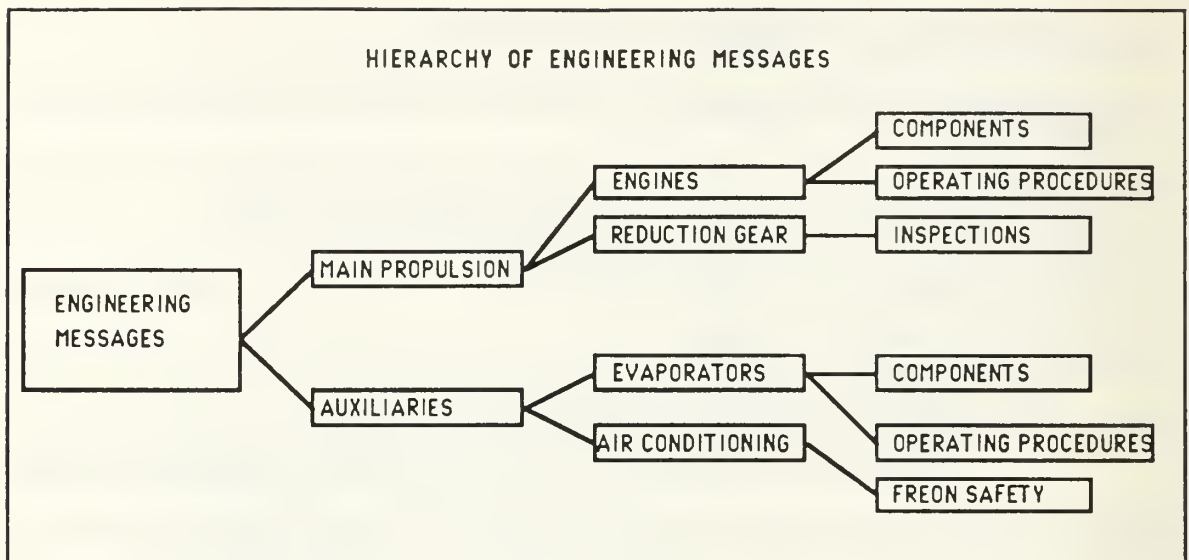 HIERARCHY OF ENGINEERING MESSAGES
COMPONENTS
ENGINES
OPERATING PROCEDURES
REDUCTION GEAR
INSPECTIONS
MAIN PROPULSION
ENGINEERING
MESSAGES
EVAPORATORS
COMPONENTS
AUXILIARIES
AIR CONDITIONING
OPERATING PROCEDURES
FREON SAFETY